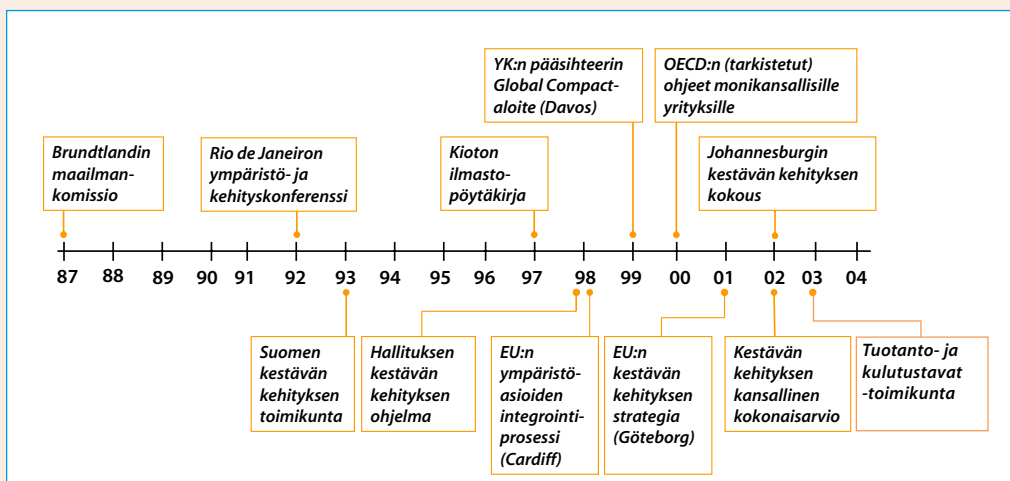 YK:n pääsihteerin
Global Compact-
aloite (Davos)
OECD:n (tarkistetut)
ohjeet monikansallisille
yrityksille
Brundtlandin
maailman-
komissio
Rio de Janeiron
ympäristö- ja
kehityskonferenssi
Kioton
ilmasto-
pöytäkirja
Johannesburgin
kestävän kehityksen
kokous
87 88 89 90 91 92 93 94 95 96 97 98 99 00 01 02 03 04
Suomen
kestävän
kehityksen
toimikunta
Hallituksen
kestävän
kehityksen
ohjelma
EU:n
ympäristö-
asioiden
integrointi-
prosessi
(Cardiff)
EU:n
kestävän
kehityksen
strategia
(Göteborg)
Kestävän
kehityksen
kansallinen
kokonaisarvio
Tuotanto- ja
kulutustavat
-toimikunta